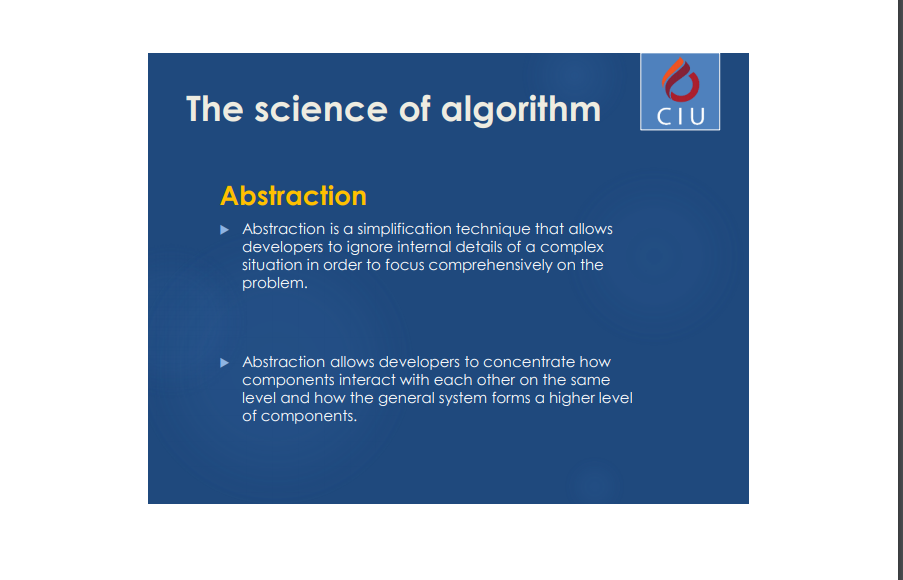 The science of algorithm
CIU
Abstraction
Abstraction is a simplification technique that allows
developers to ignore internal details of a complex
situation in order to focus comprehensively on the
problem.
Abstraction allows developers to concentrate how
components interact with each other on the same
level and how the general system forms a higher level
of components.